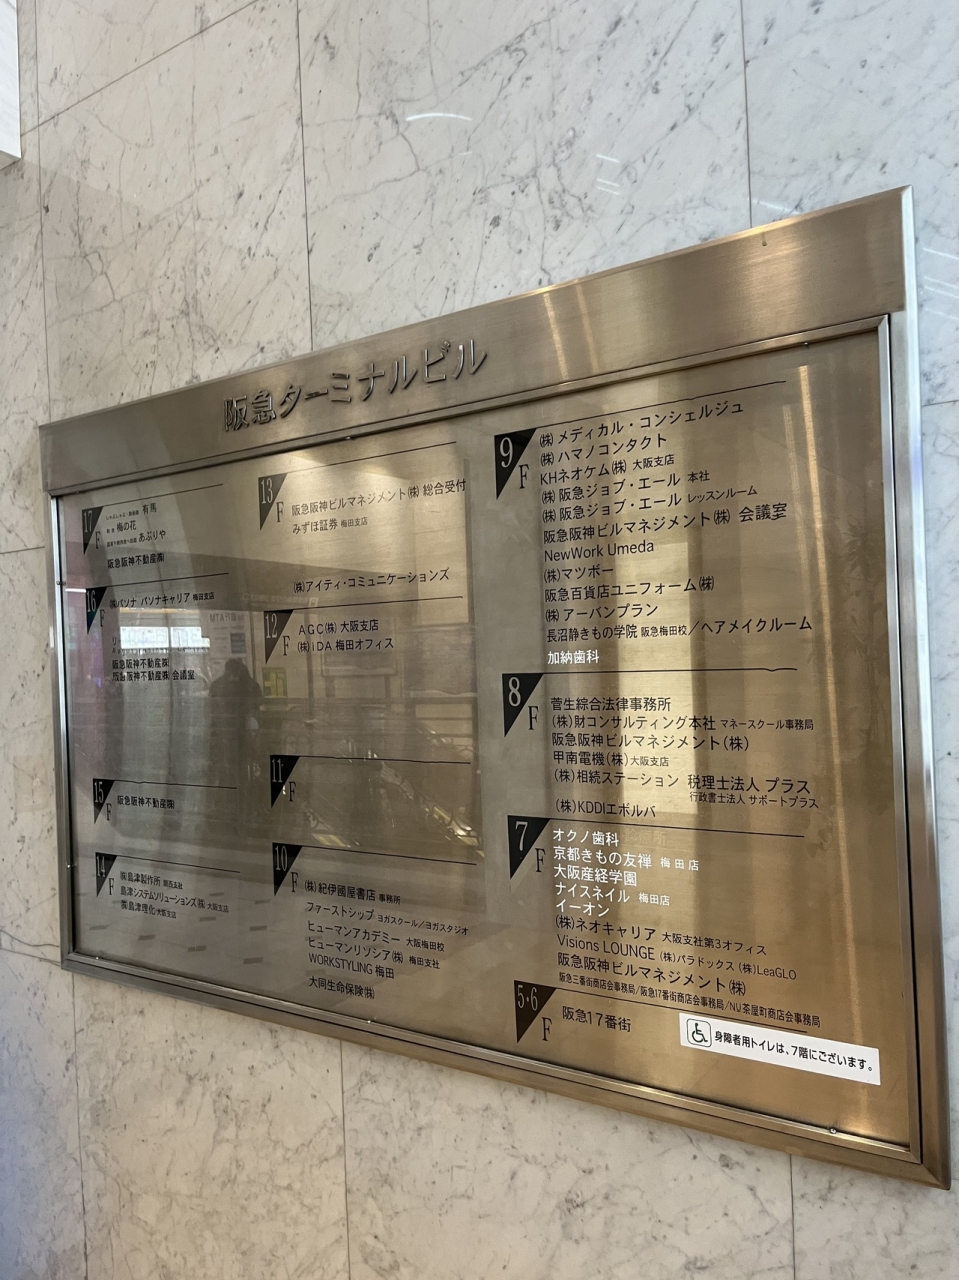 阪急ターミナルビル
17F
有馬
梅の花
あぶりや
阪急阪神不動産㈱
16F
㈱パソナ パソナキャリア 梅田支店
阪急阪神不動産㈱
阪急阪神不動産㈱ 会議室
15F
阪急阪神不動産㈱
14F
㈱島津製作所 関西支社
島津システムソリューションズ㈱ 大阪支店
㈱島津理化 大阪支店
13F
阪急阪神ビルマネジメント㈱ 総合受付
みずほ証券 梅田支店
㈱アイティ・コミュニケーションズ
12F
AGC㈱ 大阪支店
㈱IDA 梅田オフィス
11F
10F
㈱紀伊國屋書店 事務所
ファーストシップ ヨガスクール/ヨガスタジオ
ヒューマンアカデミー 大阪梅田校
ヒューマンリソシア㈱ 梅田支社
WORKSTYLING 梅田
大同生命保険㈱
9F
㈱メディカル・コンシェルジュ
㈱ハマノコンタクト
KHネオケム㈱ 大阪支店
㈱阪急ジョブ・エール 本社
㈱阪急ジョブ・エール レッスンルーム
阪急阪神ビルマネジメント㈱ 会議室
NewWork Umeda
㈱マツボー
阪急百貨店ユニフォーム㈱
㈱アーバンプラン
長沼静きもの学院 阪急梅田校/ヘアメイクルーム
加納歯科
8F
菅生綜合法律事務所
(株)財コンサルティング本社 マネースクール事務局
阪急阪神ビルマネジメント(株)
甲南電機(株)大阪支店
(株)相続ステーション 税理士法人 プラス
行政書士法人 サポートプラス
(株)KDDIエボルバ
7F
オクノ歯科
京都きもの友禅 梅田店
大阪産経学園
ナイスネイル 梅田店
イーオン
(株)ネオキャリア 大阪支社第3オフィス
Visions LOUNGE (株)パラドックス (株)LeaGLO
阪急阪神ビルマネジメント(株)
阪急三番街商店会事務局/阪急17番街商店会事務局/NU茶屋町商店会事務局
5・6F
阪急17番街
身障者用トイレは、7階にございます。